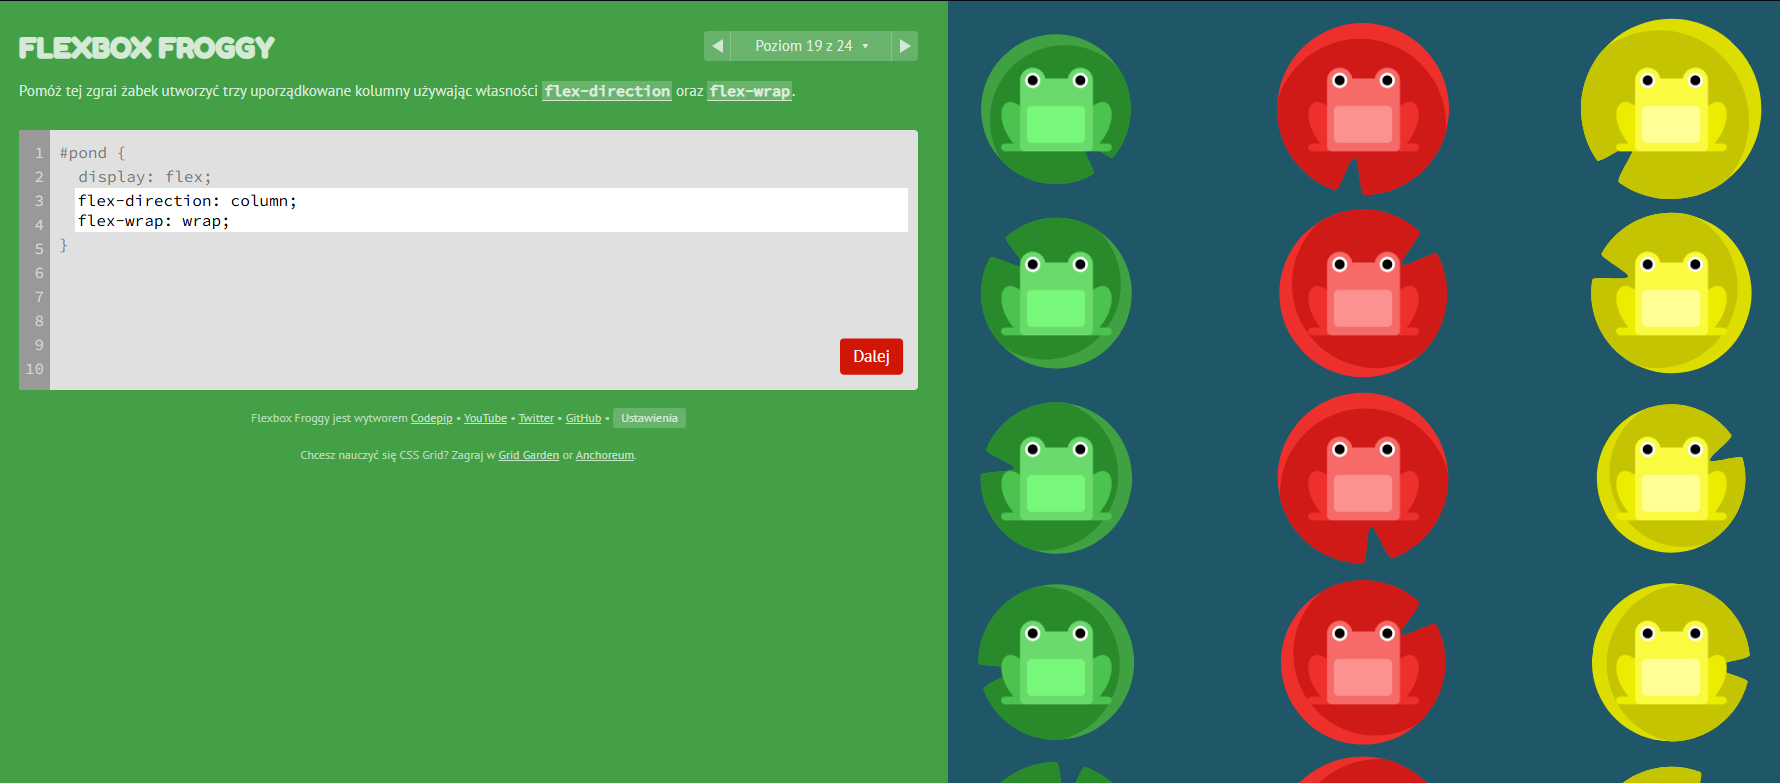 FLEXBOX FROGGY
Poziom 19 z 24
Pomóż tej zgrai żabek utworzyć trzy uporządkowane kolumny używając własności flex-direction oraz flex-wrap.
1 #pond {
2 display: flex;
3 flex-direction: column;
4 flex-wrap: wrap;
5 }
6
7
8
9
10
Dalej
Flexbox Froggy jest wytworem Codepip • YouTube • Twitter • GitHub • Ustawienia
Chcesz nauczyć się CSS Grid? Zagraj w Grid Garden or Anchoreum.